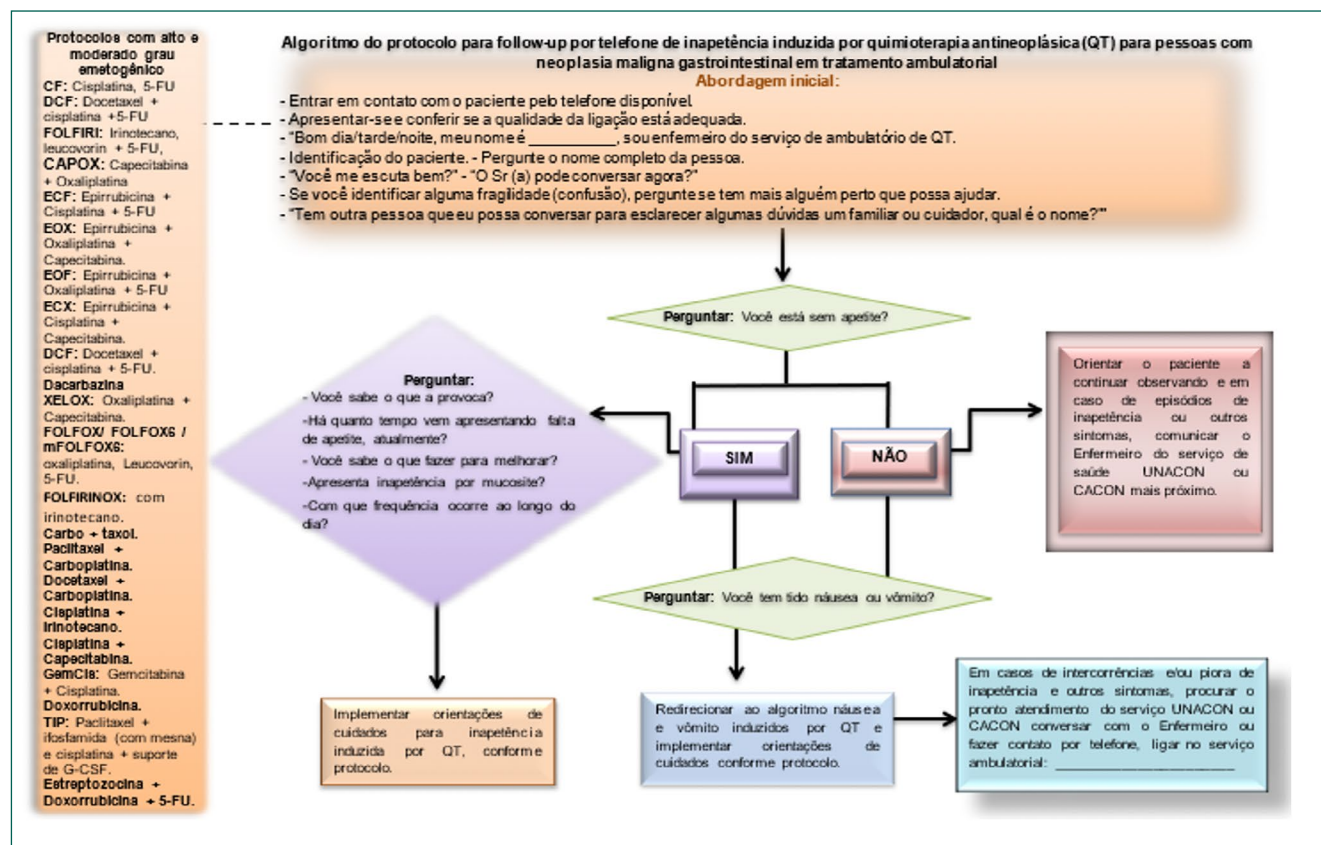 Protocolos com alto e
moderado grau
emetogênico
CF: Cisplatina, 5-FU
DCF: Docetaxel +
cisplatina +5-FU
FOLFIRI: Irinotecano,
leucovorin + 5-FU,
CAPOX: Capecitabina
+ Oxaliplatina
ECF: Epirrubicina +
Cisplatina + 5-FU
EOX: Epirrubicina +
Oxaliplatina +
Capecitabina.
EOF: Epirrubicina +
Oxaliplatina + 5-FU
ECX: Epirrubicina +
Cisplatina +
Capecitabina.
DCF: Docetaxel +
cisplatina + 5-FU.
Dacarbazina
XELOX: Oxaliplatina +
Capecitabina.
FOLFOX/ FOLFOX6 /
mFOLFOX6:
oxaliplatina, Leucovorin,
5-FU.
FOLFIRINOX: com
irinotecano.
Carbo + taxol.
Paclitaxel +
Carboplatina.
Docetaxel +
Carboplatina.
Cisplatina +
Irinotecano.
Cisplatina +
Capecitabina.
GemCis: Gemcitabina
+ Cisplatina.
Doxorrubicina.
TIP: Paclitaxel +
ifosfamida (com mesna)
e cisplatina + suporte
de G-CSF.
Estreptozocina +
Doxorrubicina + 5-FU.
Algoritmo do protocolo para follow-up por telefone de inapetência induzida por quimioterapia antineoplásica (QT) para pessoas com
neoplasia maligna gastrointestinal em tratamento ambulatorial
Abordagem inicial:
- Entrar em contato com o paciente pelo telefone disponível.
- Apresentar-se e conferir se a qualidade da ligação está adequada.
- "Bom dia/tarde/noite, meu nome é ___________, sou enfermeiro do serviço de ambulatório de QT.
- Identificação do paciente. - Pergunte o nome completo da pessoa.
- "Você me escuta bem?" - "O Sr (a) pode conversar agora?"
- Se você identificar alguma fragilidade (confusão), pergunte se tem mais alguém perto que possa ajudar.
- "Tem outra pessoa que eu possa conversar para esclarecer algumas dúvidas um familiar ou cuidador, qual é o nome?'"
Perguntar: Você está sem apetite?
Perguntar:
- Você sabe o que a provoca?
-Há quanto tempo vem apresentando falta
de apetite, atualmente?
- Você sabe o que fazer para melhorar?
-Apresenta inapetência por mucosite?
-Com que frequência ocorre ao longo do
dia?
SIM
NÃO
Orientar o paciente a
continuar observando e em
caso de episódios de
inapetência ou outros
sintomas, comunicar o
Enfermeiro do serviço de
saúde UNACON ou
CACON mais próximo.
Perguntar: Você tem tido náusea ou vômito?
Implementar orientações de
cuidados para inapetência
induzida por QT, conforme
protocolo.
Redirecionar ao algoritmo náusea
e vômito induzidos por QT e
implementar orientações de
cuidados conforme protocolo.
Em casos de intercorrências e/ou piora de
inapetência e outros sintomas, procurar o
pronto atendimento do serviço UNACON ou
CACON conversar com o Enfermeiro ou
fazer contato por telefone, ligar no serviço
ambulatorial: ________________________